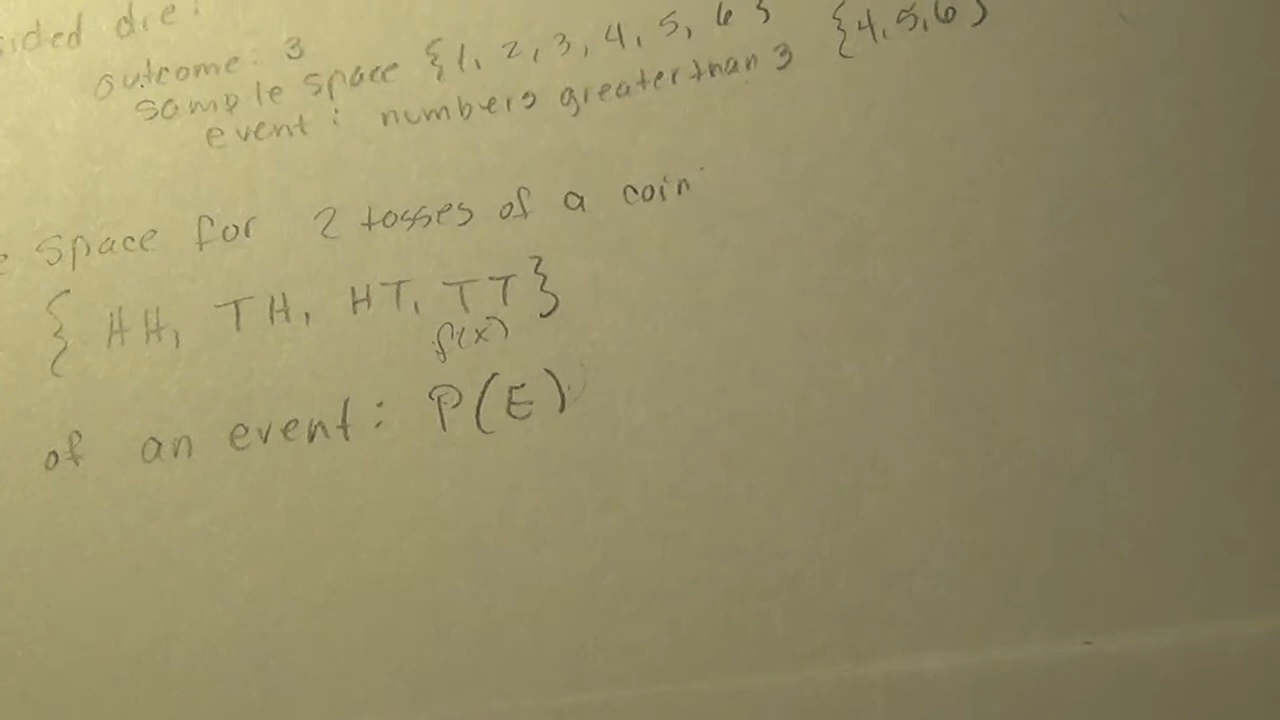 sided die:
outcome: 3
sample space {1, 2, 3, 4, 5, 6}
event: numbers greater than 3 {4, 5, 6}
space for 2 tosses of a coin
{ HH, TH, HT, TT }
f(x)
of an event: P(E)